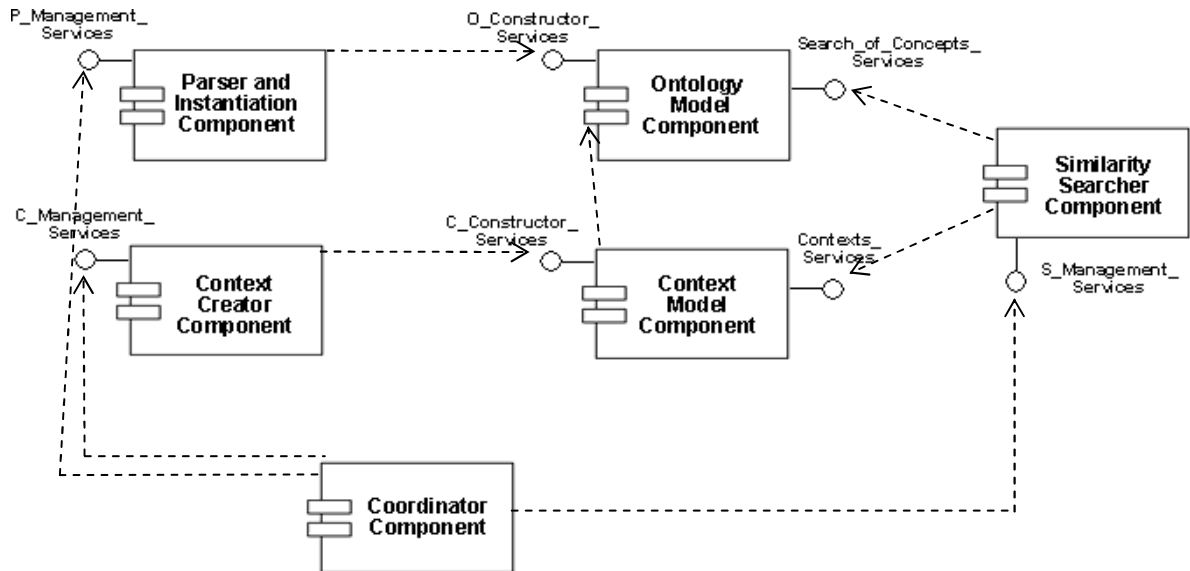 P_Management_
Services
O_Constructor_
Services
Search_of_Concepts_
Services
Parser and
Instantiation
Component
Ontology
Model
Component
Similarity
Searcher
Component
C_Management_
Services
C_Constructor_
Services
Contexts_
Services
S_Management_
Services
Context
Creator
Component
Context
Model
Component
Coordinator
Component